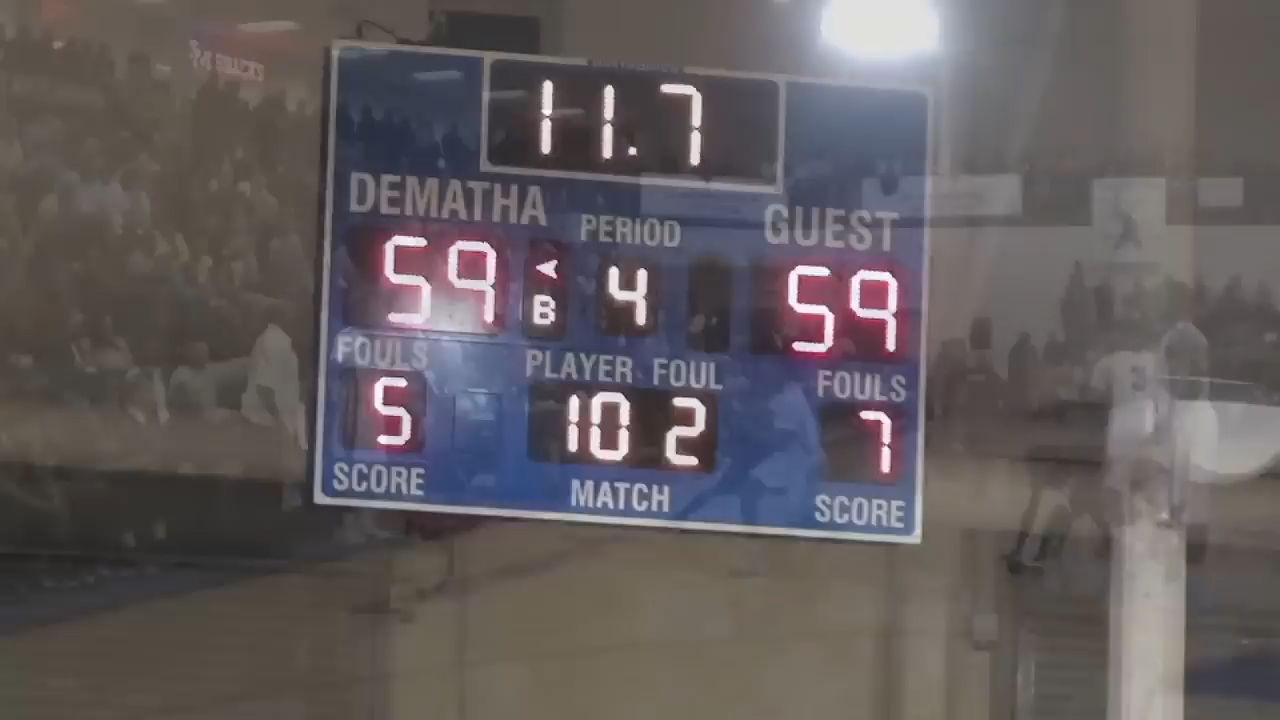 11.7
DEMATHA PERIOD GUEST
59 B 4 59
FOULS PLAYER FOUL FOULS
5 10 2 7
SCORE MATCH SCORE